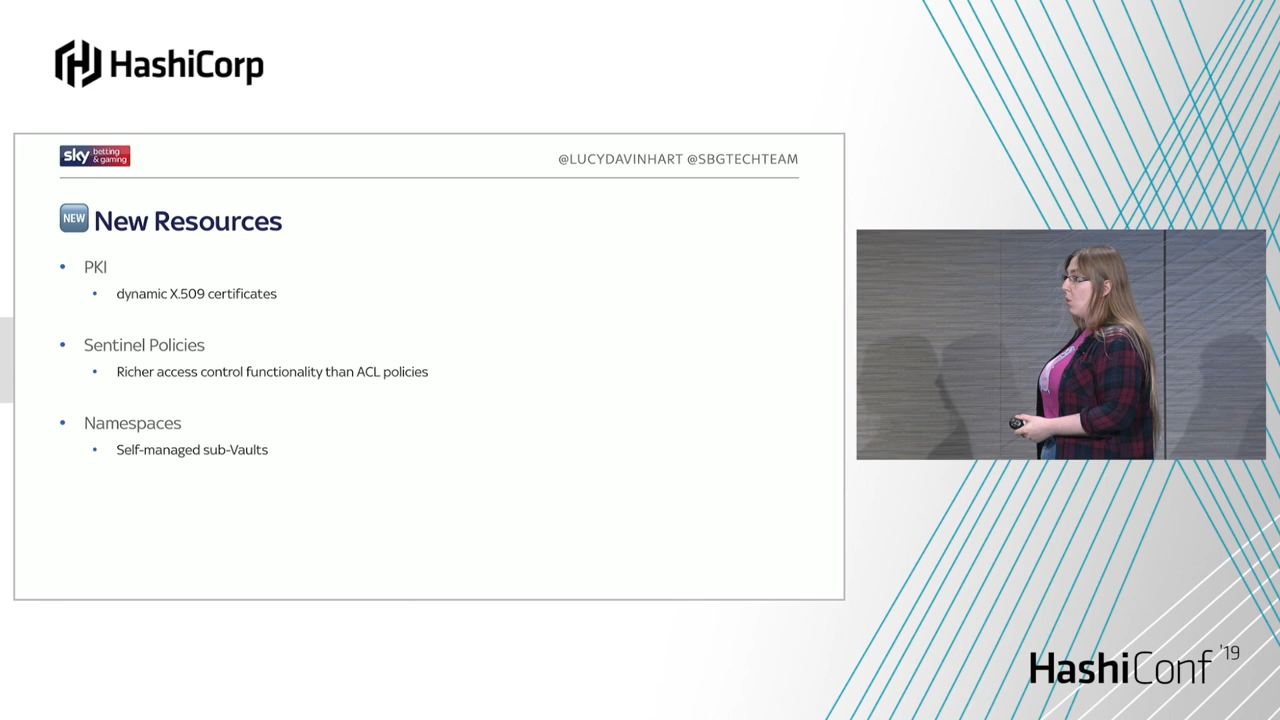 HashiCorp
sky betting & gaming
@LUCYDAVINHART @SBGTECHTEAM
NEW New Resources
• PKI
• dynamic X.509 certificates
• Sentinel Policies
• Richer access control functionality than ACL policies
• Namespaces
• Self-managed sub-Vaults
HashiConf '19